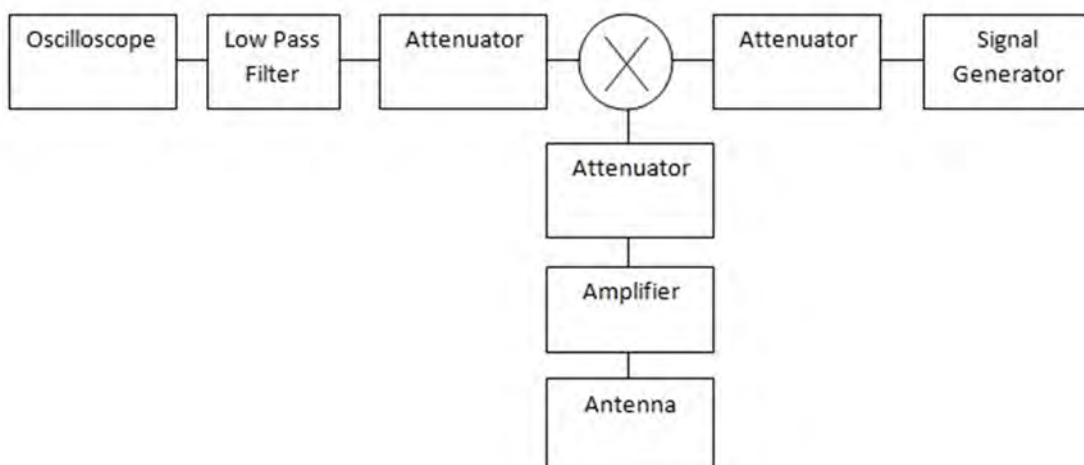 Oscilloscope
Low Pass
Filter
Attenuator
Attenuator
Signal
Generator
Attenuator
Amplifier
Antenna